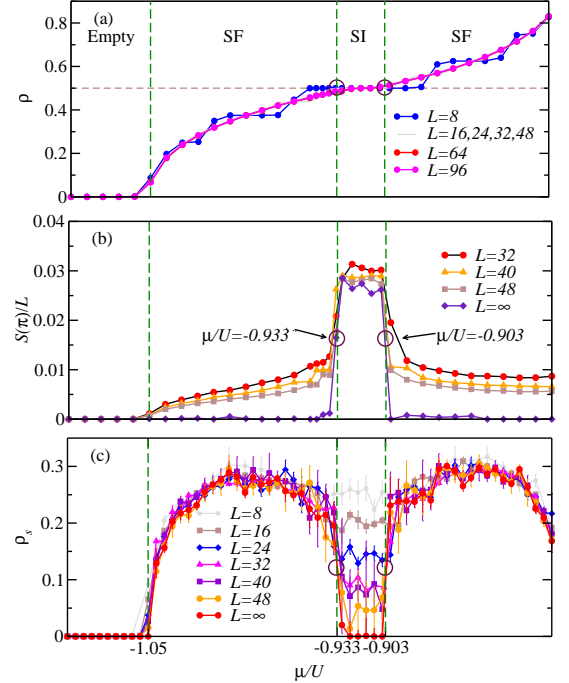 (a)
Empty
SF
SI
SF
0.8
0.6
ρ
0.4
0.2
0
L=8
L=16,24,32,48
L=64
L=96
0.04
(b)
L=32
L=40
L=48
L=∞
0.03
S(π)/L
0.02
μ/U=-0.933
μ/U=-0.903
0.01
0
(c)
0.3
0.2
ρs
0.1
0
L=8
L=16
L=24
L=32
L=40
L=48
L=∞
-1.05
-0.933
-0.903
μ/U